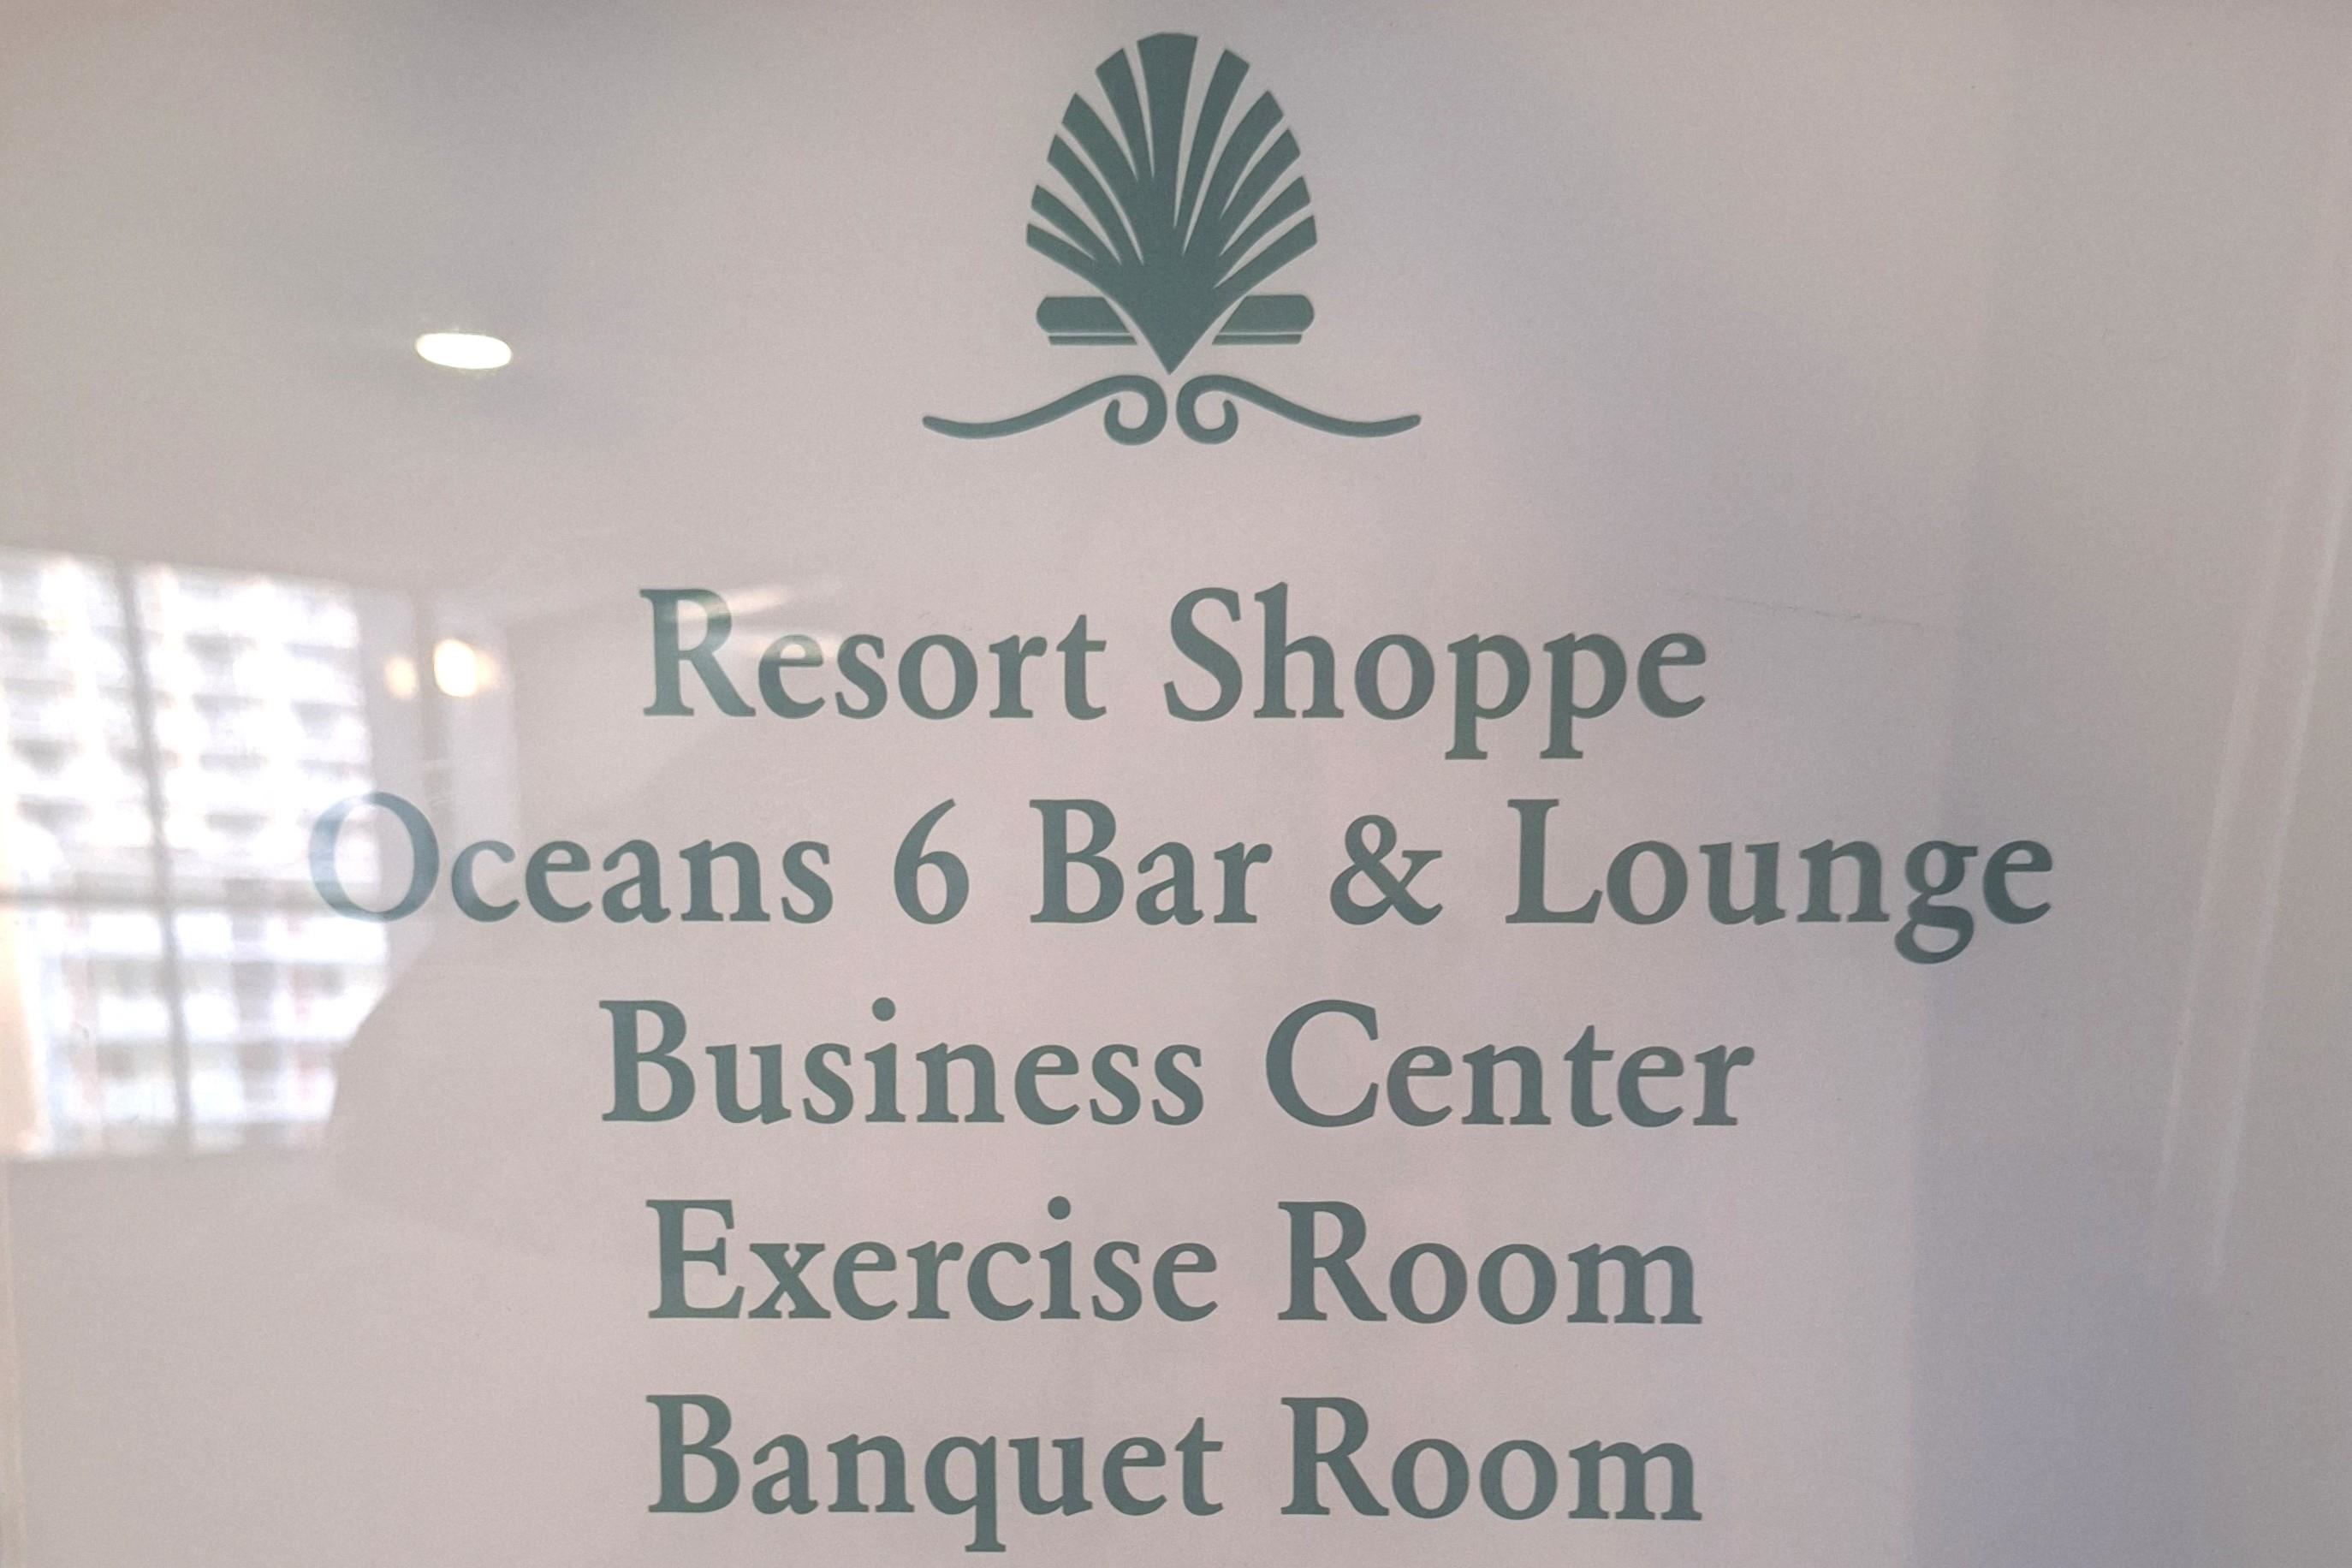 Resort Shoppe
Oceans 6 Bar & Lounge
Business Center
Exercise Room
Banquet Room